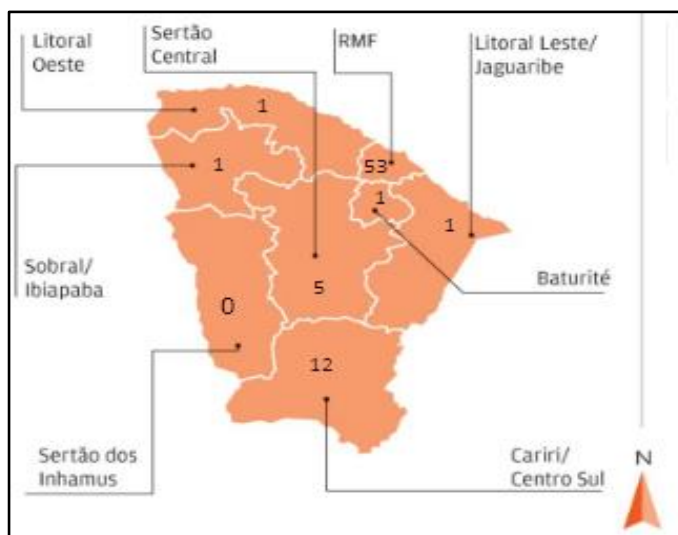 Litoral
Oeste
Sertão
Central
RMF
Litoral Leste/
Jaguaribe
1
1
53
1
1
Sobral/
Ibiapaba
0
5
Baturité
12
Sertão dos
Inhamus
Cariri/
Centro Sul
N